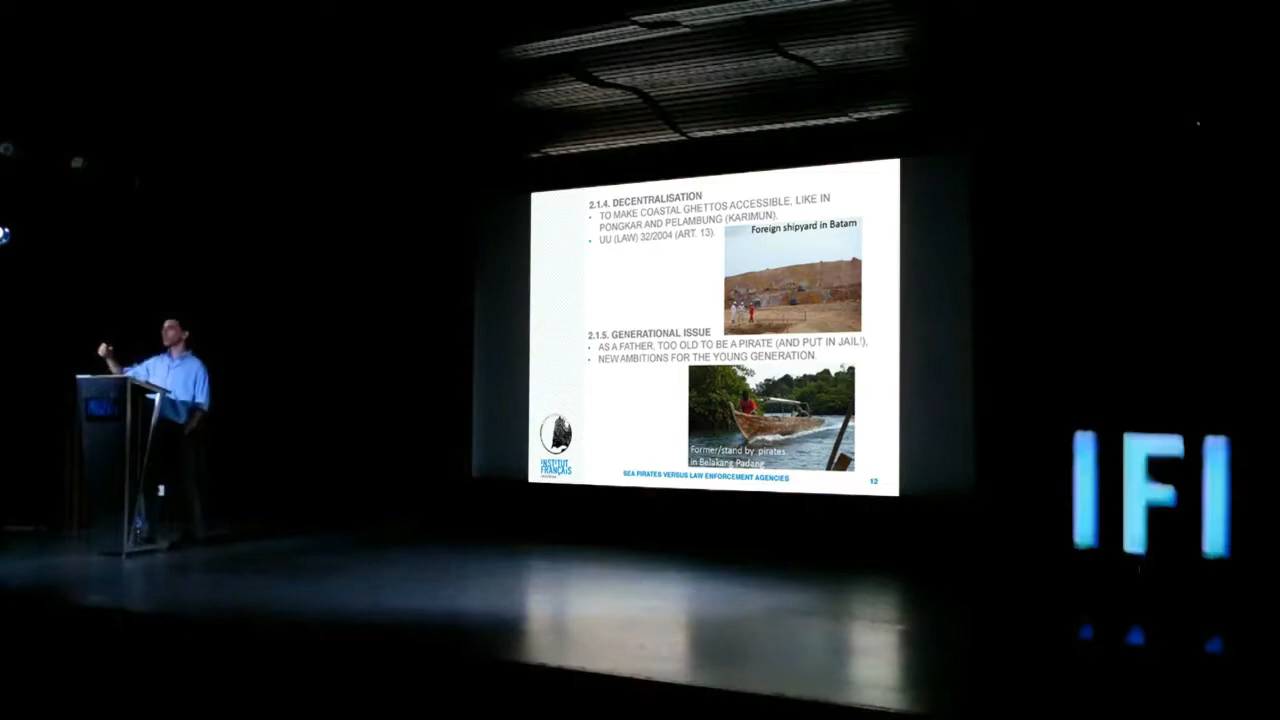 2.1.4. DECENTRALISATION
• TO MAKE COASTAL GHETTOS ACCESSIBLE, LIKE IN
PONGKAR AND PELAMBUNG (KARIMUN).
• UU (LAW) 32/2004 (ART. 13).
Foreign shipyard in Batam
2.1.5. GENERATIONAL ISSUE
• AS A FATHER, TOO OLD TO BE A PIRATE (AND PUT IN JAIL!),
• NEW AMBITIONS FOR THE YOUNG GENERATION.
Former/stand by pirates
in Belakang Padang
INSTITUT
FRANÇAIS
SEA PIRATES VERSUS LAW ENFORCEMENT AGENCIES
12
IFI